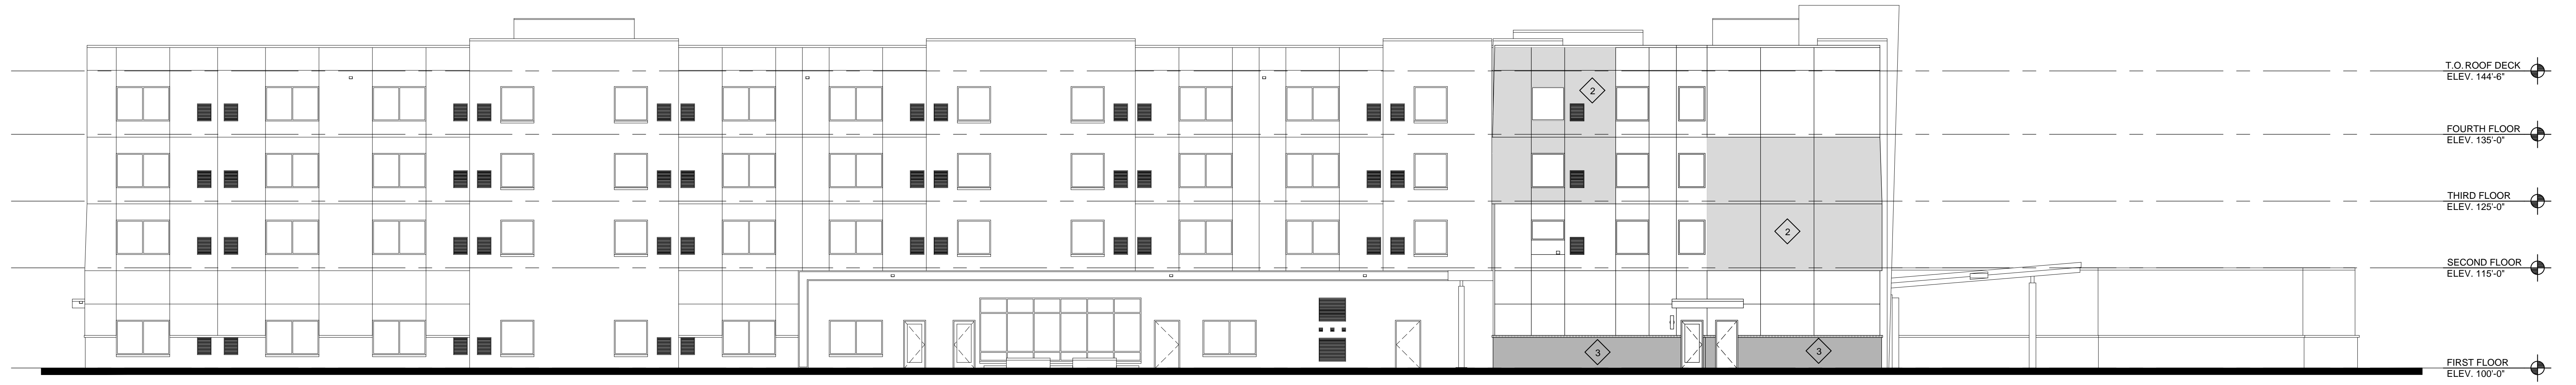 T.O. ROOF DECK
ELEV. 144'-6"
2
FOURTH FLOOR
ELEV. 135'-0"
THIRD FLOOR
ELEV. 125'-0"
2
SECOND FLOOR
ELEV. 115'-0"
3
3
FIRST FLOOR
ELEV. 100'-0"